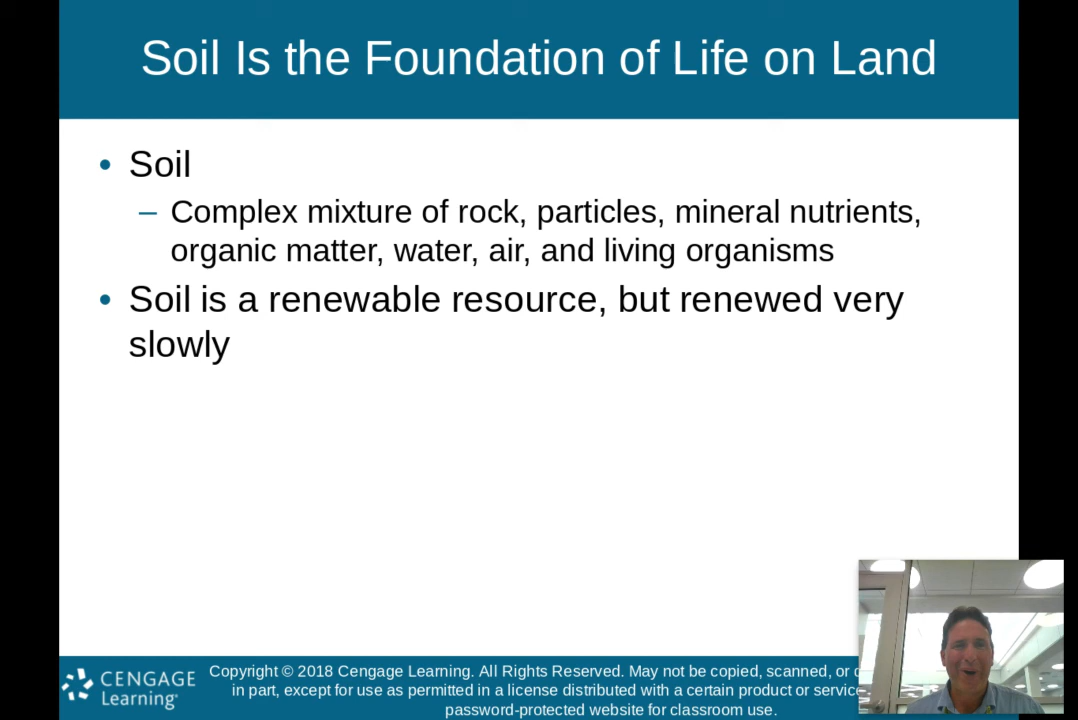 Soil Is the Foundation of Life on Land
• Soil
– Complex mixture of rock, particles, mineral nutrients,
organic matter, water, air, and living organisms
• Soil is a renewable resource, but renewed very
slowly
CENGAGE
Learning
Copyright © 2018 Cengage Learning. All Rights Reserved. May not be copied, scanned, or
in part, except for use as permitted in a license distributed with a certain product or service
password-protected website for classroom use.